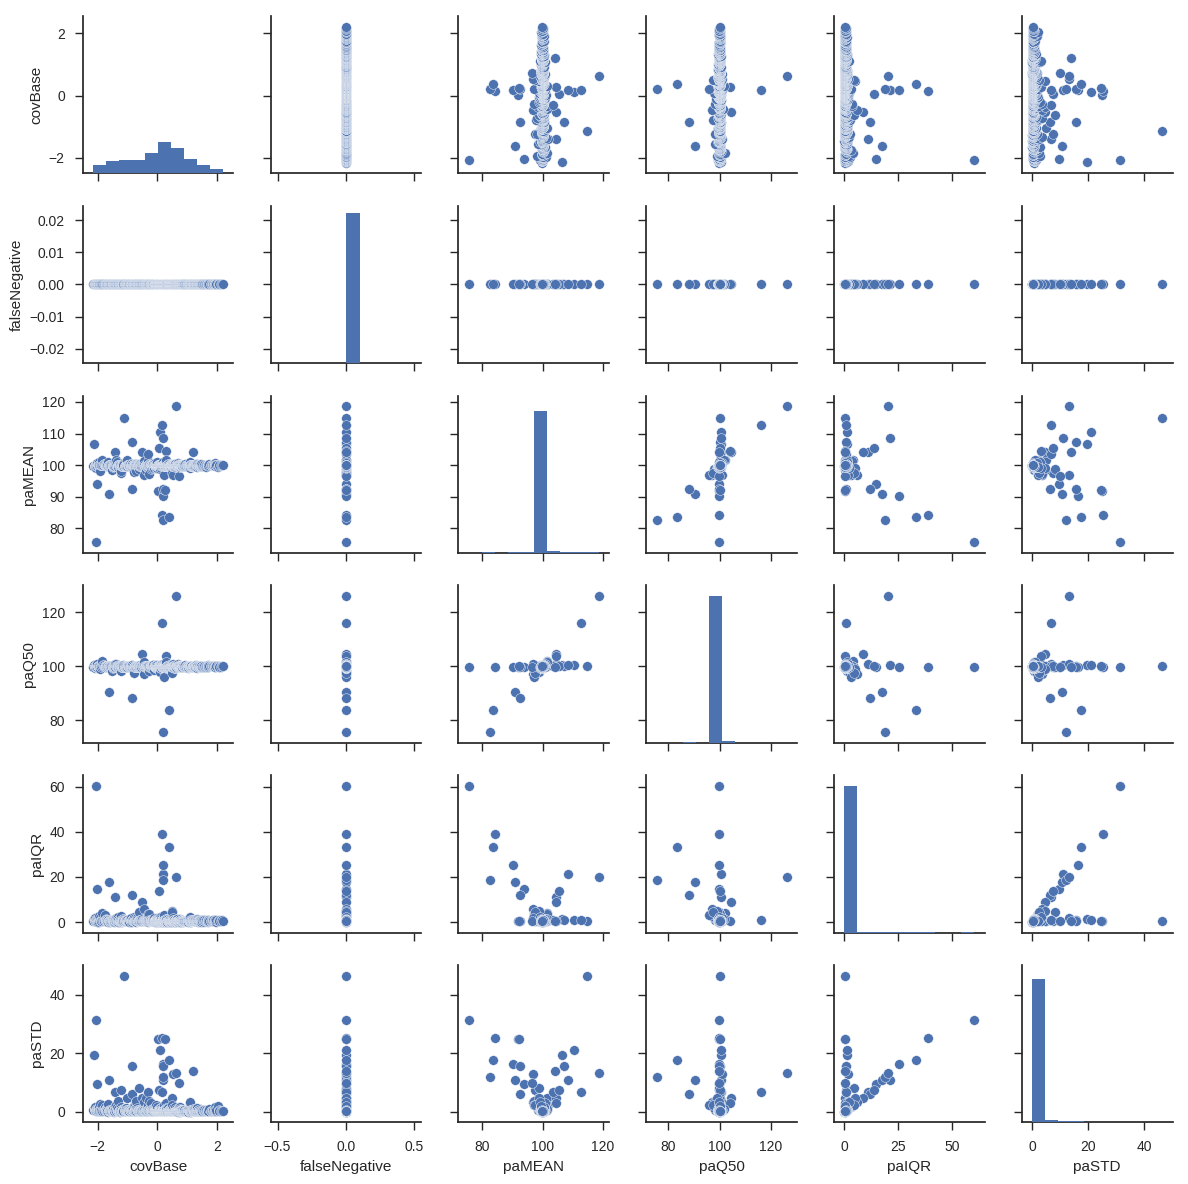 2
0
−2
covBase
0.02
0.01
0.00
−0.01
−0.02
falseNegative
120
110
100
90
80
paMEAN
120
100
80
paQ50
60
40
20
0
paIQR
40
20
0
paSTD
−2 0 2
−0.5 0.0 0.5
80 100 120
80 100 120
0 25 50
0 20 40
covBase falseNegative paMEAN paQ50 paIQR paSTD